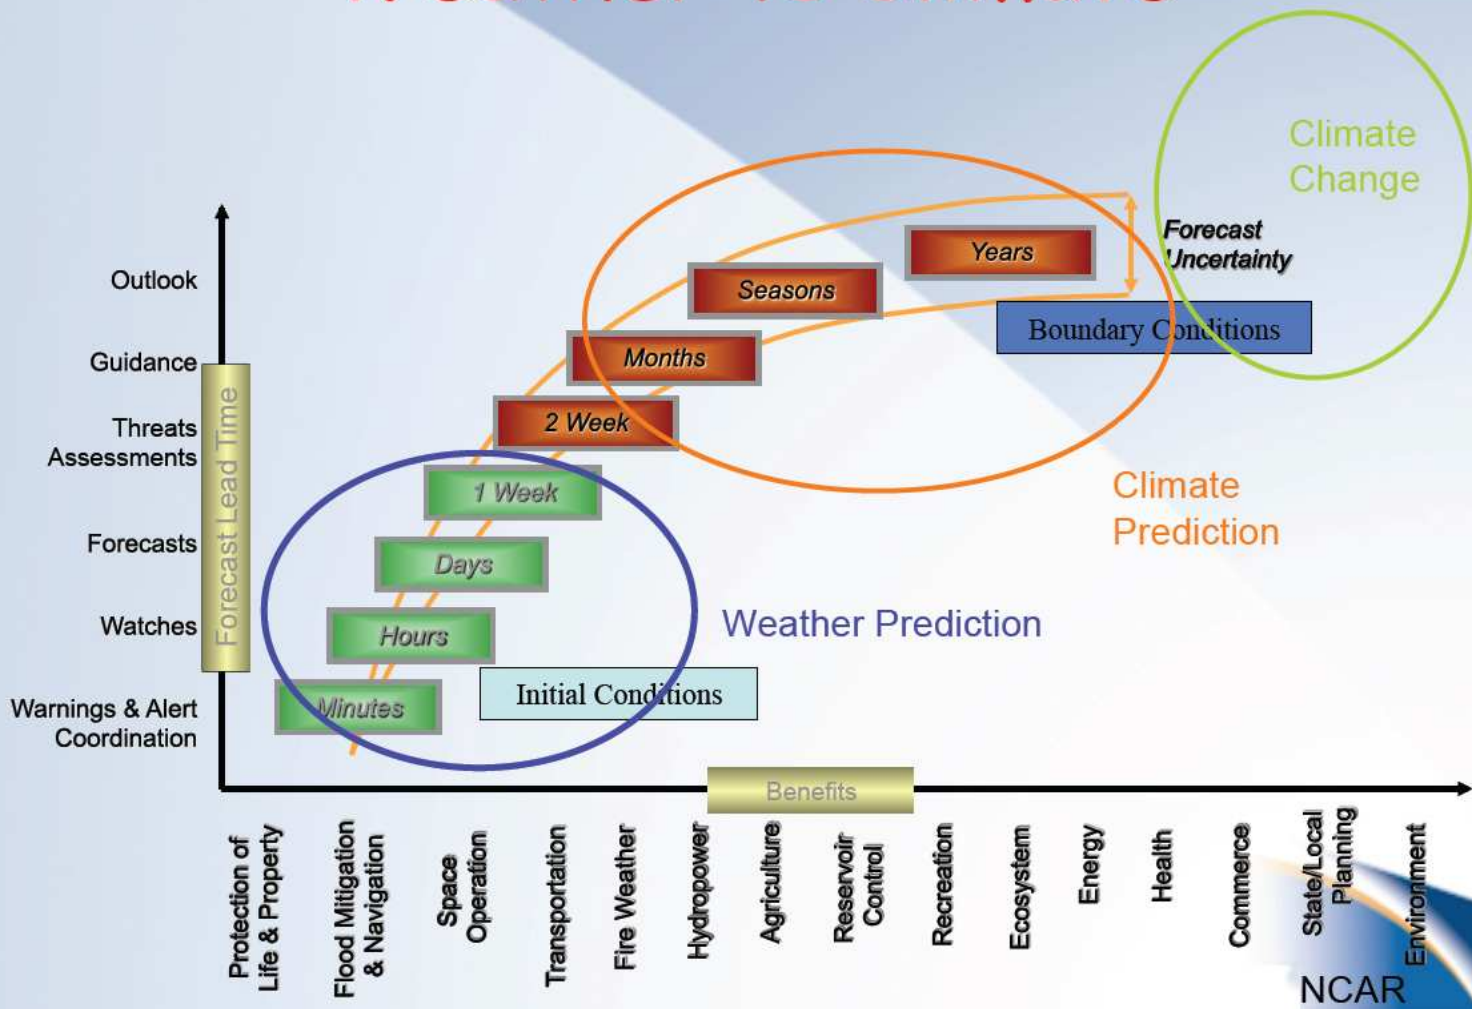 Climate
Change
Outlook
Years
Forecast
Uncertainty
Seasons
Boundary Conditions
Guidance
Months
Forecast Lead Time
Threats
Assessments
2 Week
Climate
Prediction
1 Week
Forecasts
Days
Watches
Hours
Weather Prediction
Initial Conditions
Warnings & Alert
Coordination
Minutes
Benefits
Protection of
Life & Property
Flood Mitigation
& Navigation
Space
Operation
Transportation
Fire Weather
Hydropower
Agriculture
Reservoir
Control
Recreation
Ecosystem
Energy
Health
Commerce
State/Local
Planning
Environment
NCAR